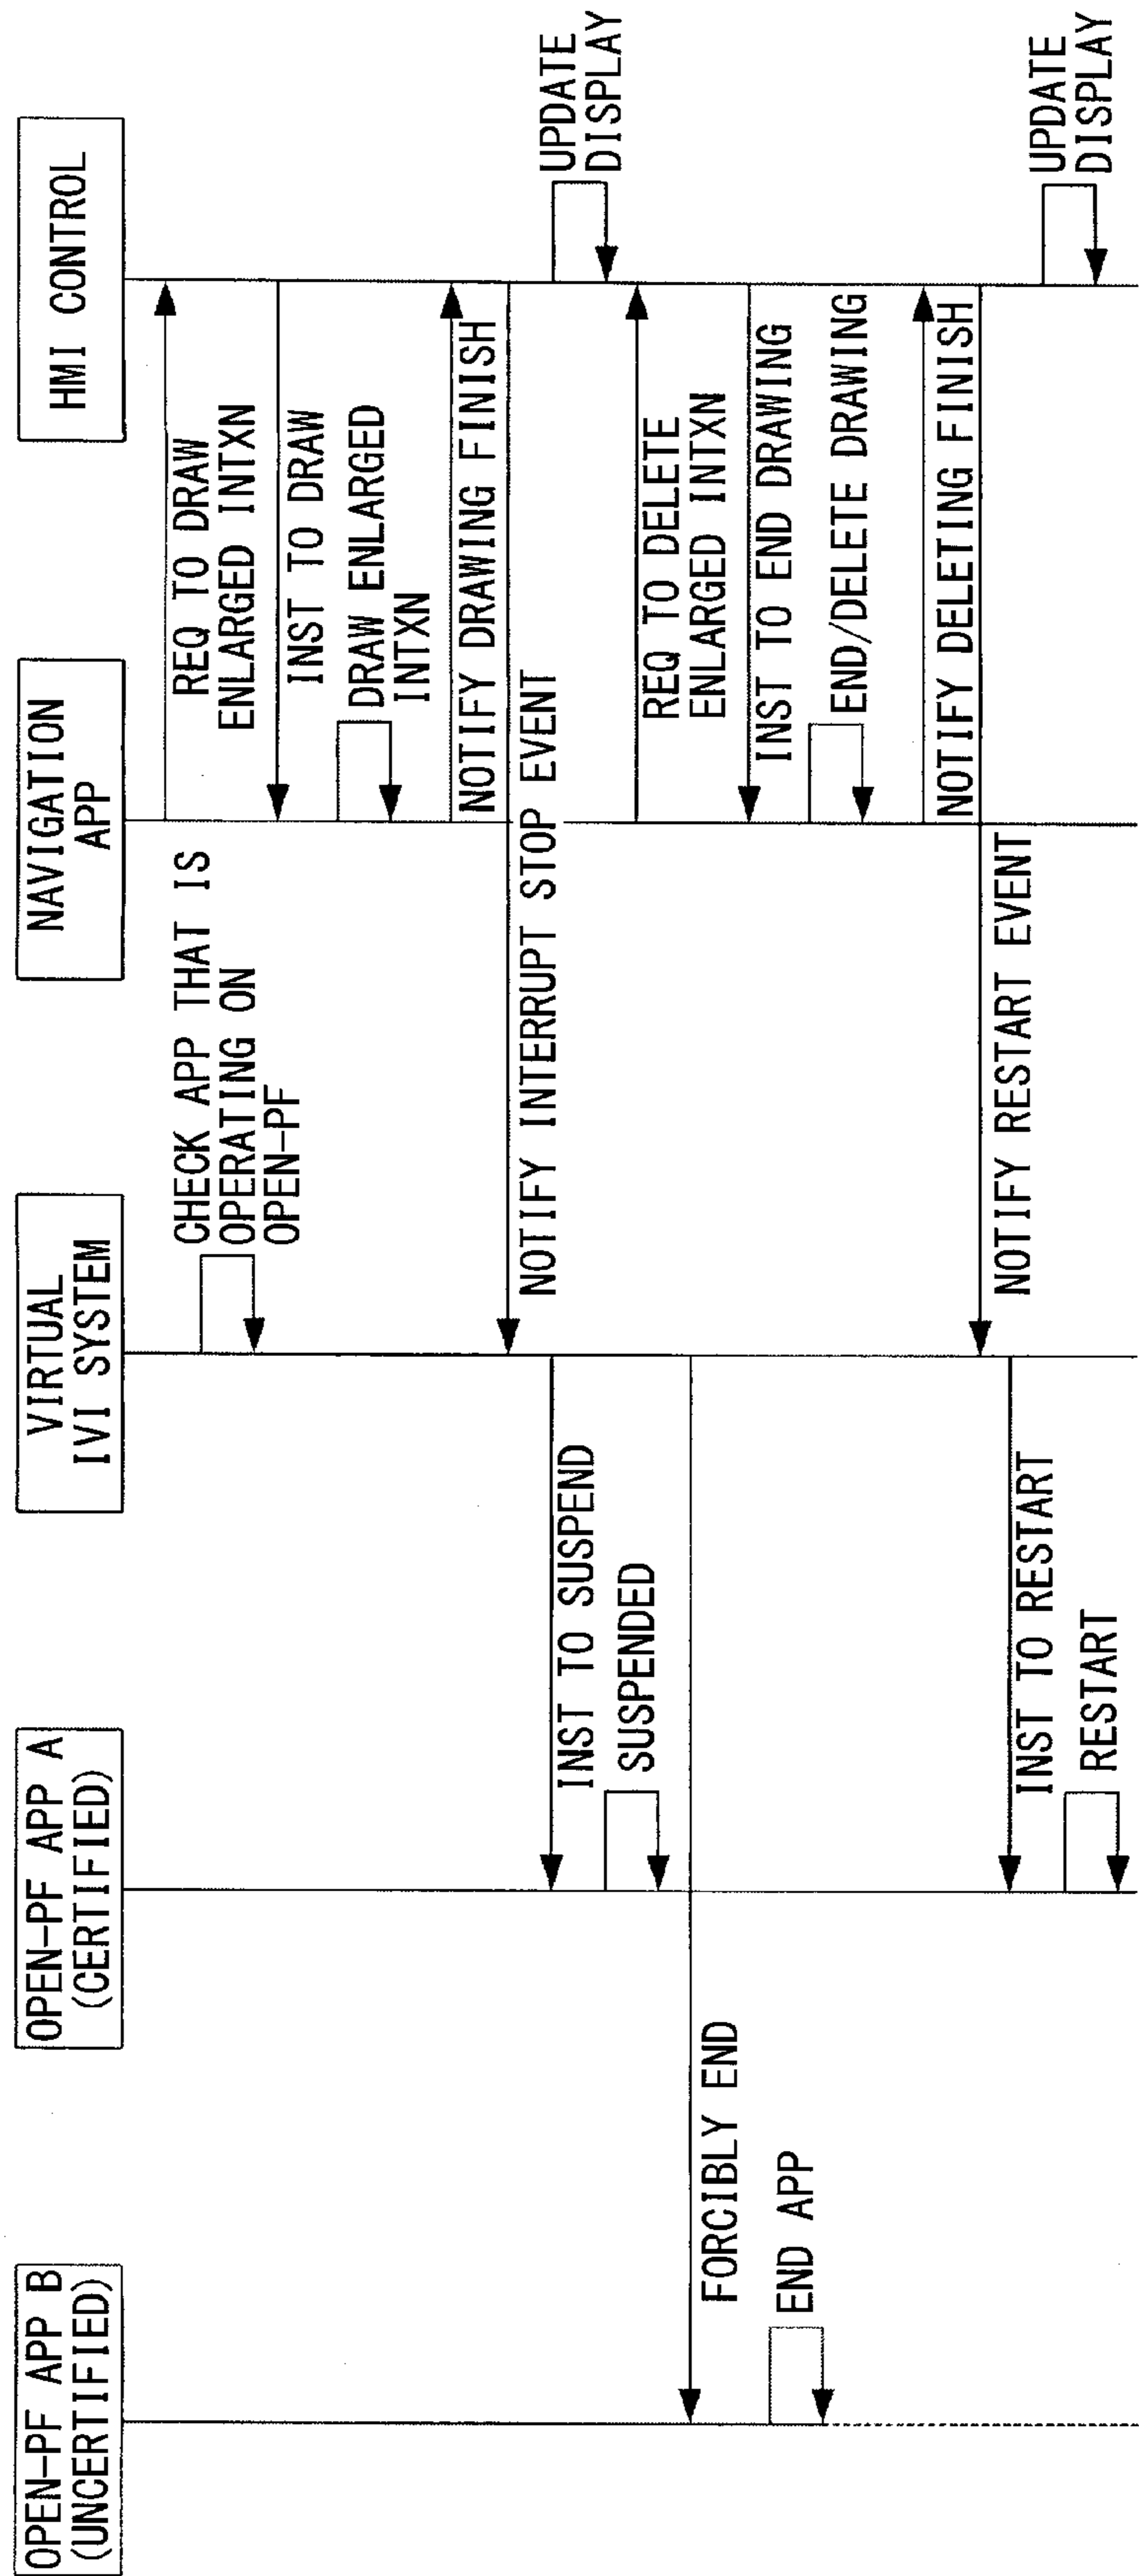 OPEN-PF APP B
(UNCERTIFIED)
OPEN-PF APP A
(CERTIFIED)
VIRTUAL
IVI SYSTEM
NAVIGATION
APP
HMI CONTROL
REQ TO DRAW
ENLARGED INTXN
CHECK APP THAT IS
OPERATING ON
OPEN-PF
INST TO DRAW
DRAW ENLARGED
INTXN
NOTIFY DRAWING FINISH
NOTIFY INTERRUPT STOP EVENT
UPDATE
DISPLAY
INST TO SUSPEND
SUSPENDED
REQ TO DELETE
ENLARGED INTXN
FORCIBLY END
INST TO END DRAWING
END APP
END/DELETE DRAWING
NOTIFY DELETING FINISH
NOTIFY RESTART EVENT
INST TO RESTART
UPDATE
DISPLAY
RESTART